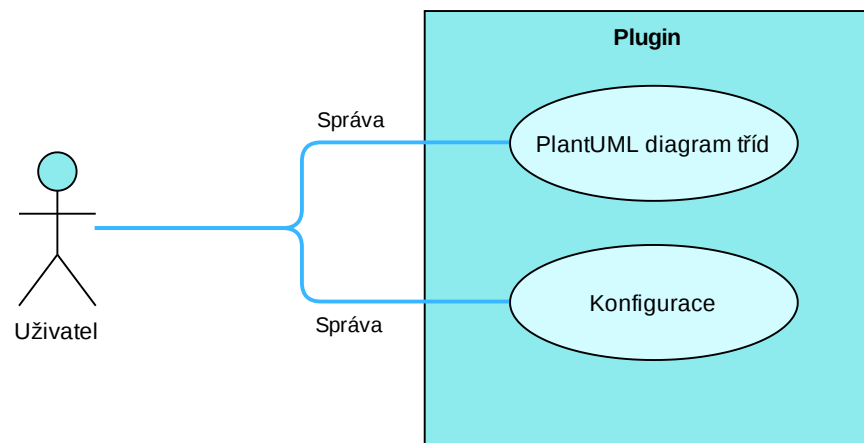 Plugin
Správa
PlantUML diagram tříd
Uživatel
Správa
Konfigurace